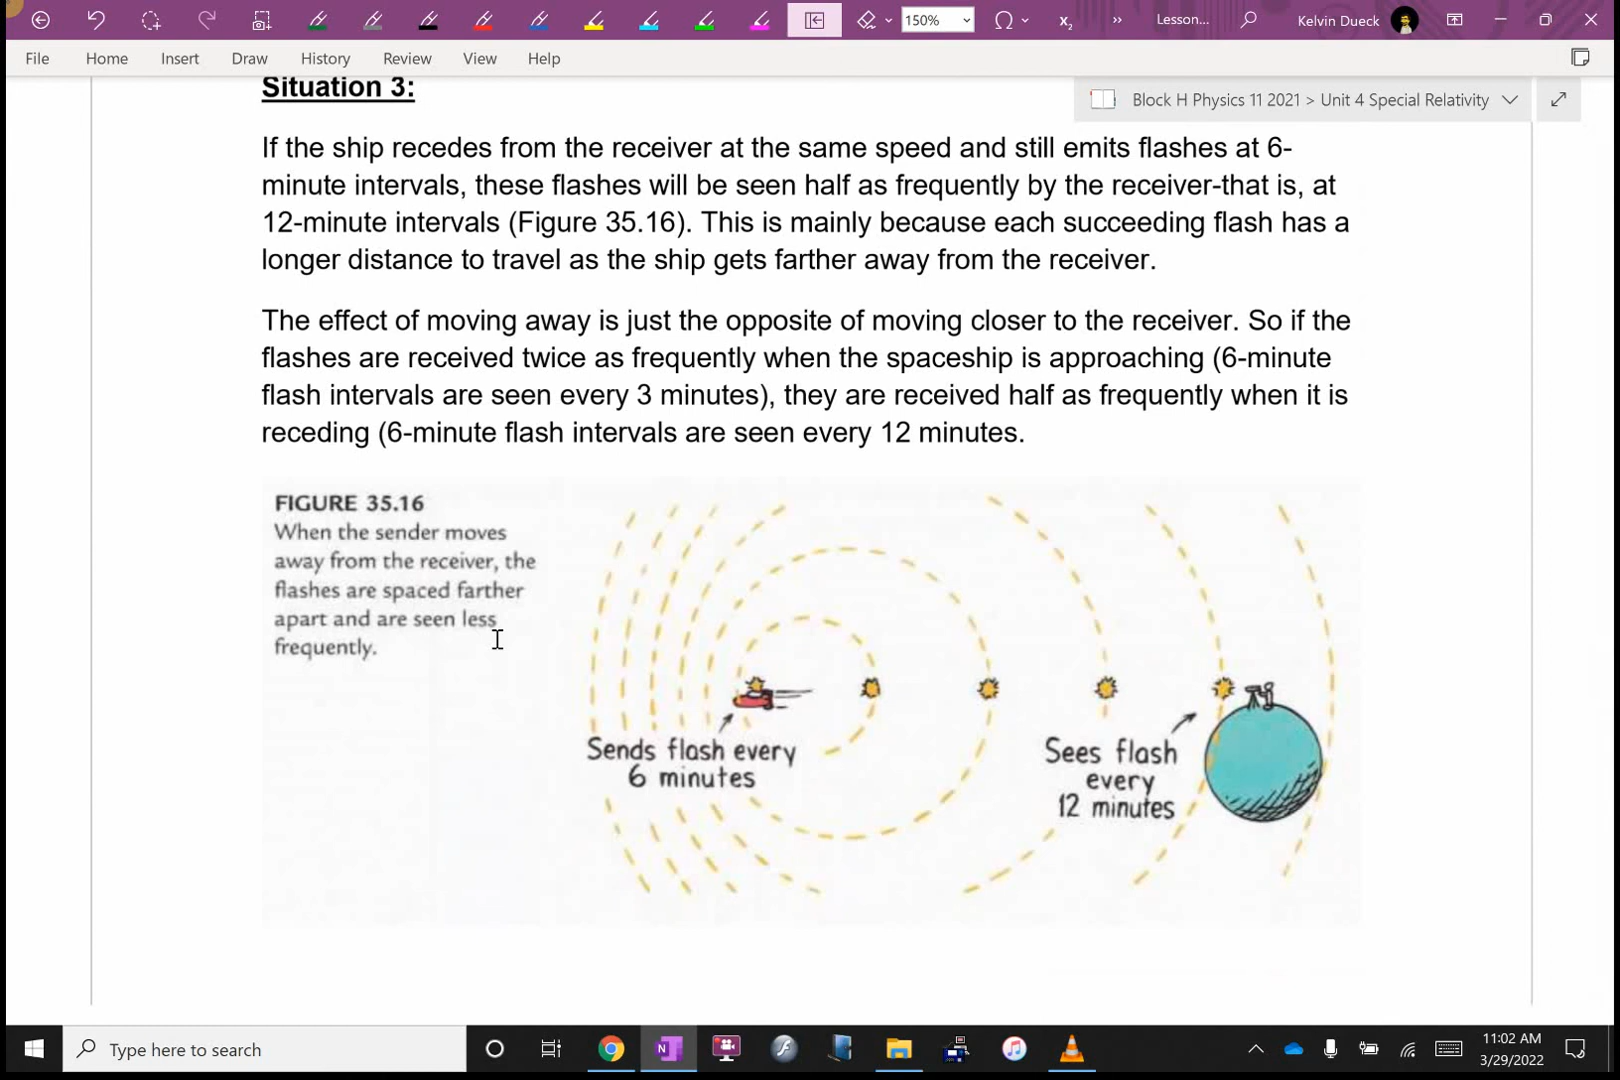 150%
Ω
x₂
»
Lesson...
Kelvin Dueck
File Home Insert Draw History Review View Help
Situation 3:
Block H Physics 11 2021 > Unit 4 Special Relativity
If the ship recedes from the receiver at the same speed and still emits flashes at 6-
minute intervals, these flashes will be seen half as frequently by the receiver-that is, at
12-minute intervals (Figure 35.16). This is mainly because each succeeding flash has a
longer distance to travel as the ship gets farther away from the receiver.
The effect of moving away is just the opposite of moving closer to the receiver. So if the
flashes are received twice as frequently when the spaceship is approaching (6-minute
flash intervals are seen every 3 minutes), they are received half as frequently when it is
receding (6-minute flash intervals are seen every 12 minutes.
FIGURE 35.16
When the sender moves
away from the receiver, the
flashes are spaced farther
apart and are seen less
frequently.
Sends flash every
6 minutes
Sees flash
every
12 minutes
Type here to search
11:02 AM
3/29/2022